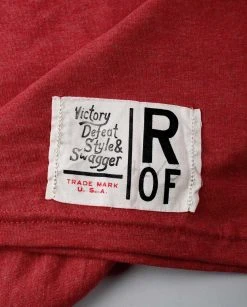 Victory
Defeat
Style &
Swagger
TRADE MARK
U. S. A.
R
OF